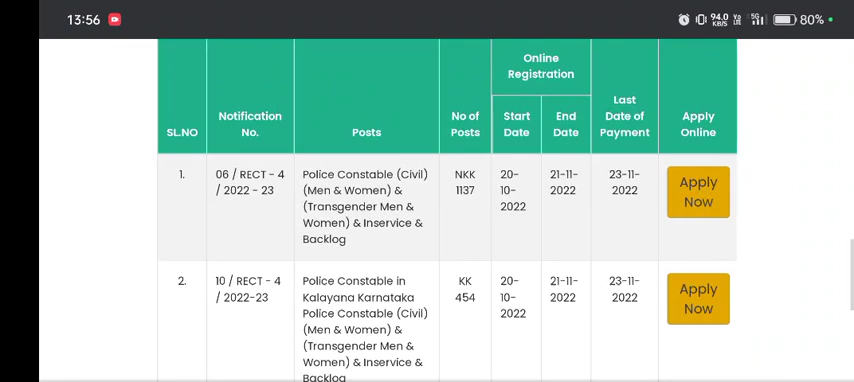 13:56 94.0 KB/S Vo LTE 5G 80%
Online
Registration
SL.NO Notification No. Posts No of Posts Start Date End Date Last Date of Payment Apply Online
1. 06 / RECT - 4 Police Constable (Civil) NKK 20- 21-11- 23-11- Apply
/ 2022 - 23 (Men & Women) & 1137 10- 2022 2022 Now
(Transgender Men & 2022
Women) & Inservice &
Backlog
2. 10 / RECT - 4 Police Constable in KK 20- 21-11- 23-11- Apply
/ 2022-23 Kalayana Karnataka 454 10- 2022 2022 Now
Police Constable (Civil) 2022
(Men & Women) &
(Transgender Men &
Women) & Inservice &
Backlog